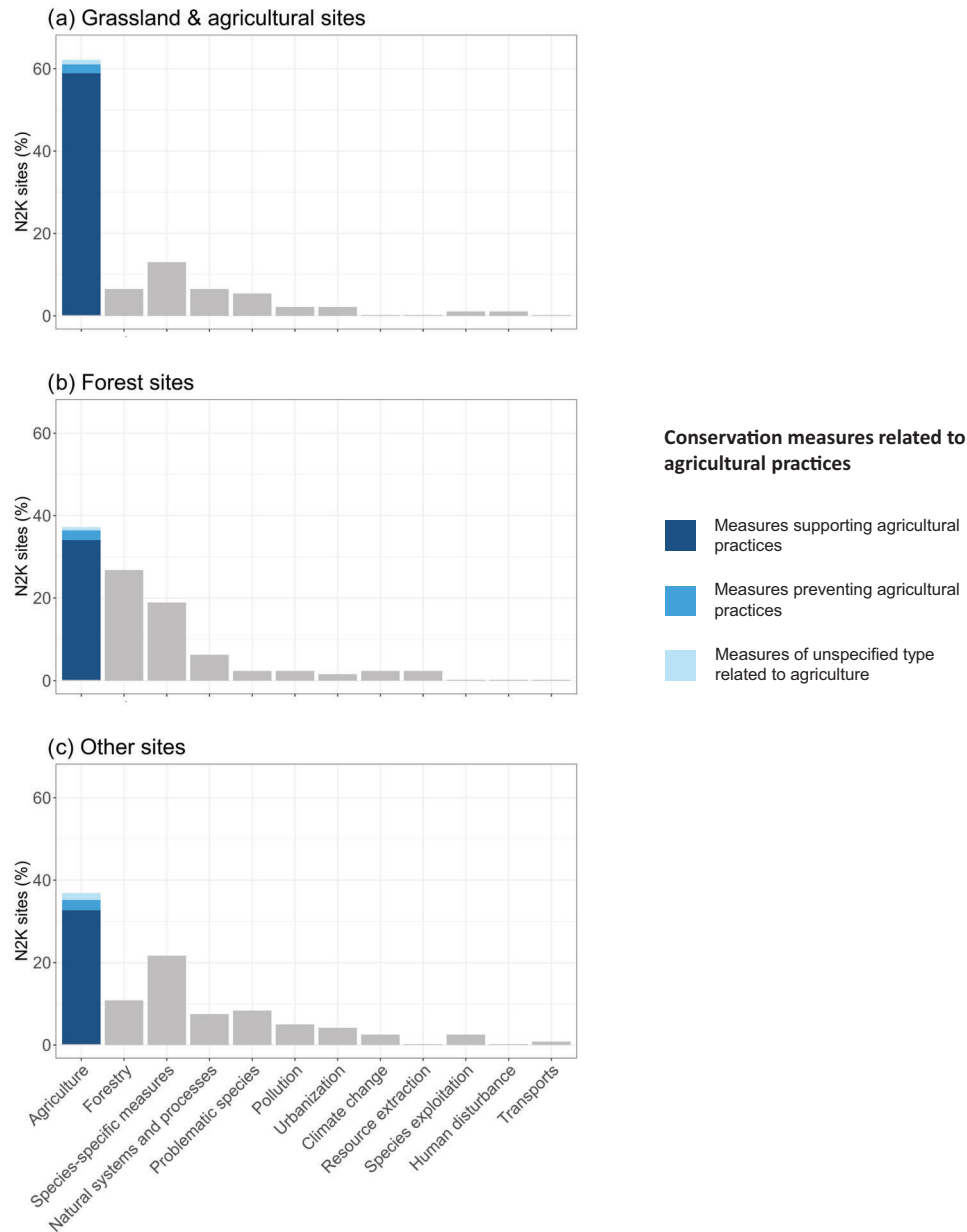 (a) Grassland & agricultural sites
60
40
20
0
N2K sites (%)
(b) Forest sites
60
40
20
0
N2K sites (%)
Conservation measures related to
agricultural practices
Measures supporting agricultural
practices
Measures preventing agricultural
practices
Measures of unspecified type
related to agriculture
(c) Other sites
60
40
20
0
N2K sites (%)
Agriculture
Forestry
Species-specific measures
Natural systems and processes
Problematic species
Pollution
Urbanization
Climate change
Resource extraction
Species exploitation
Human disturbance
Transports